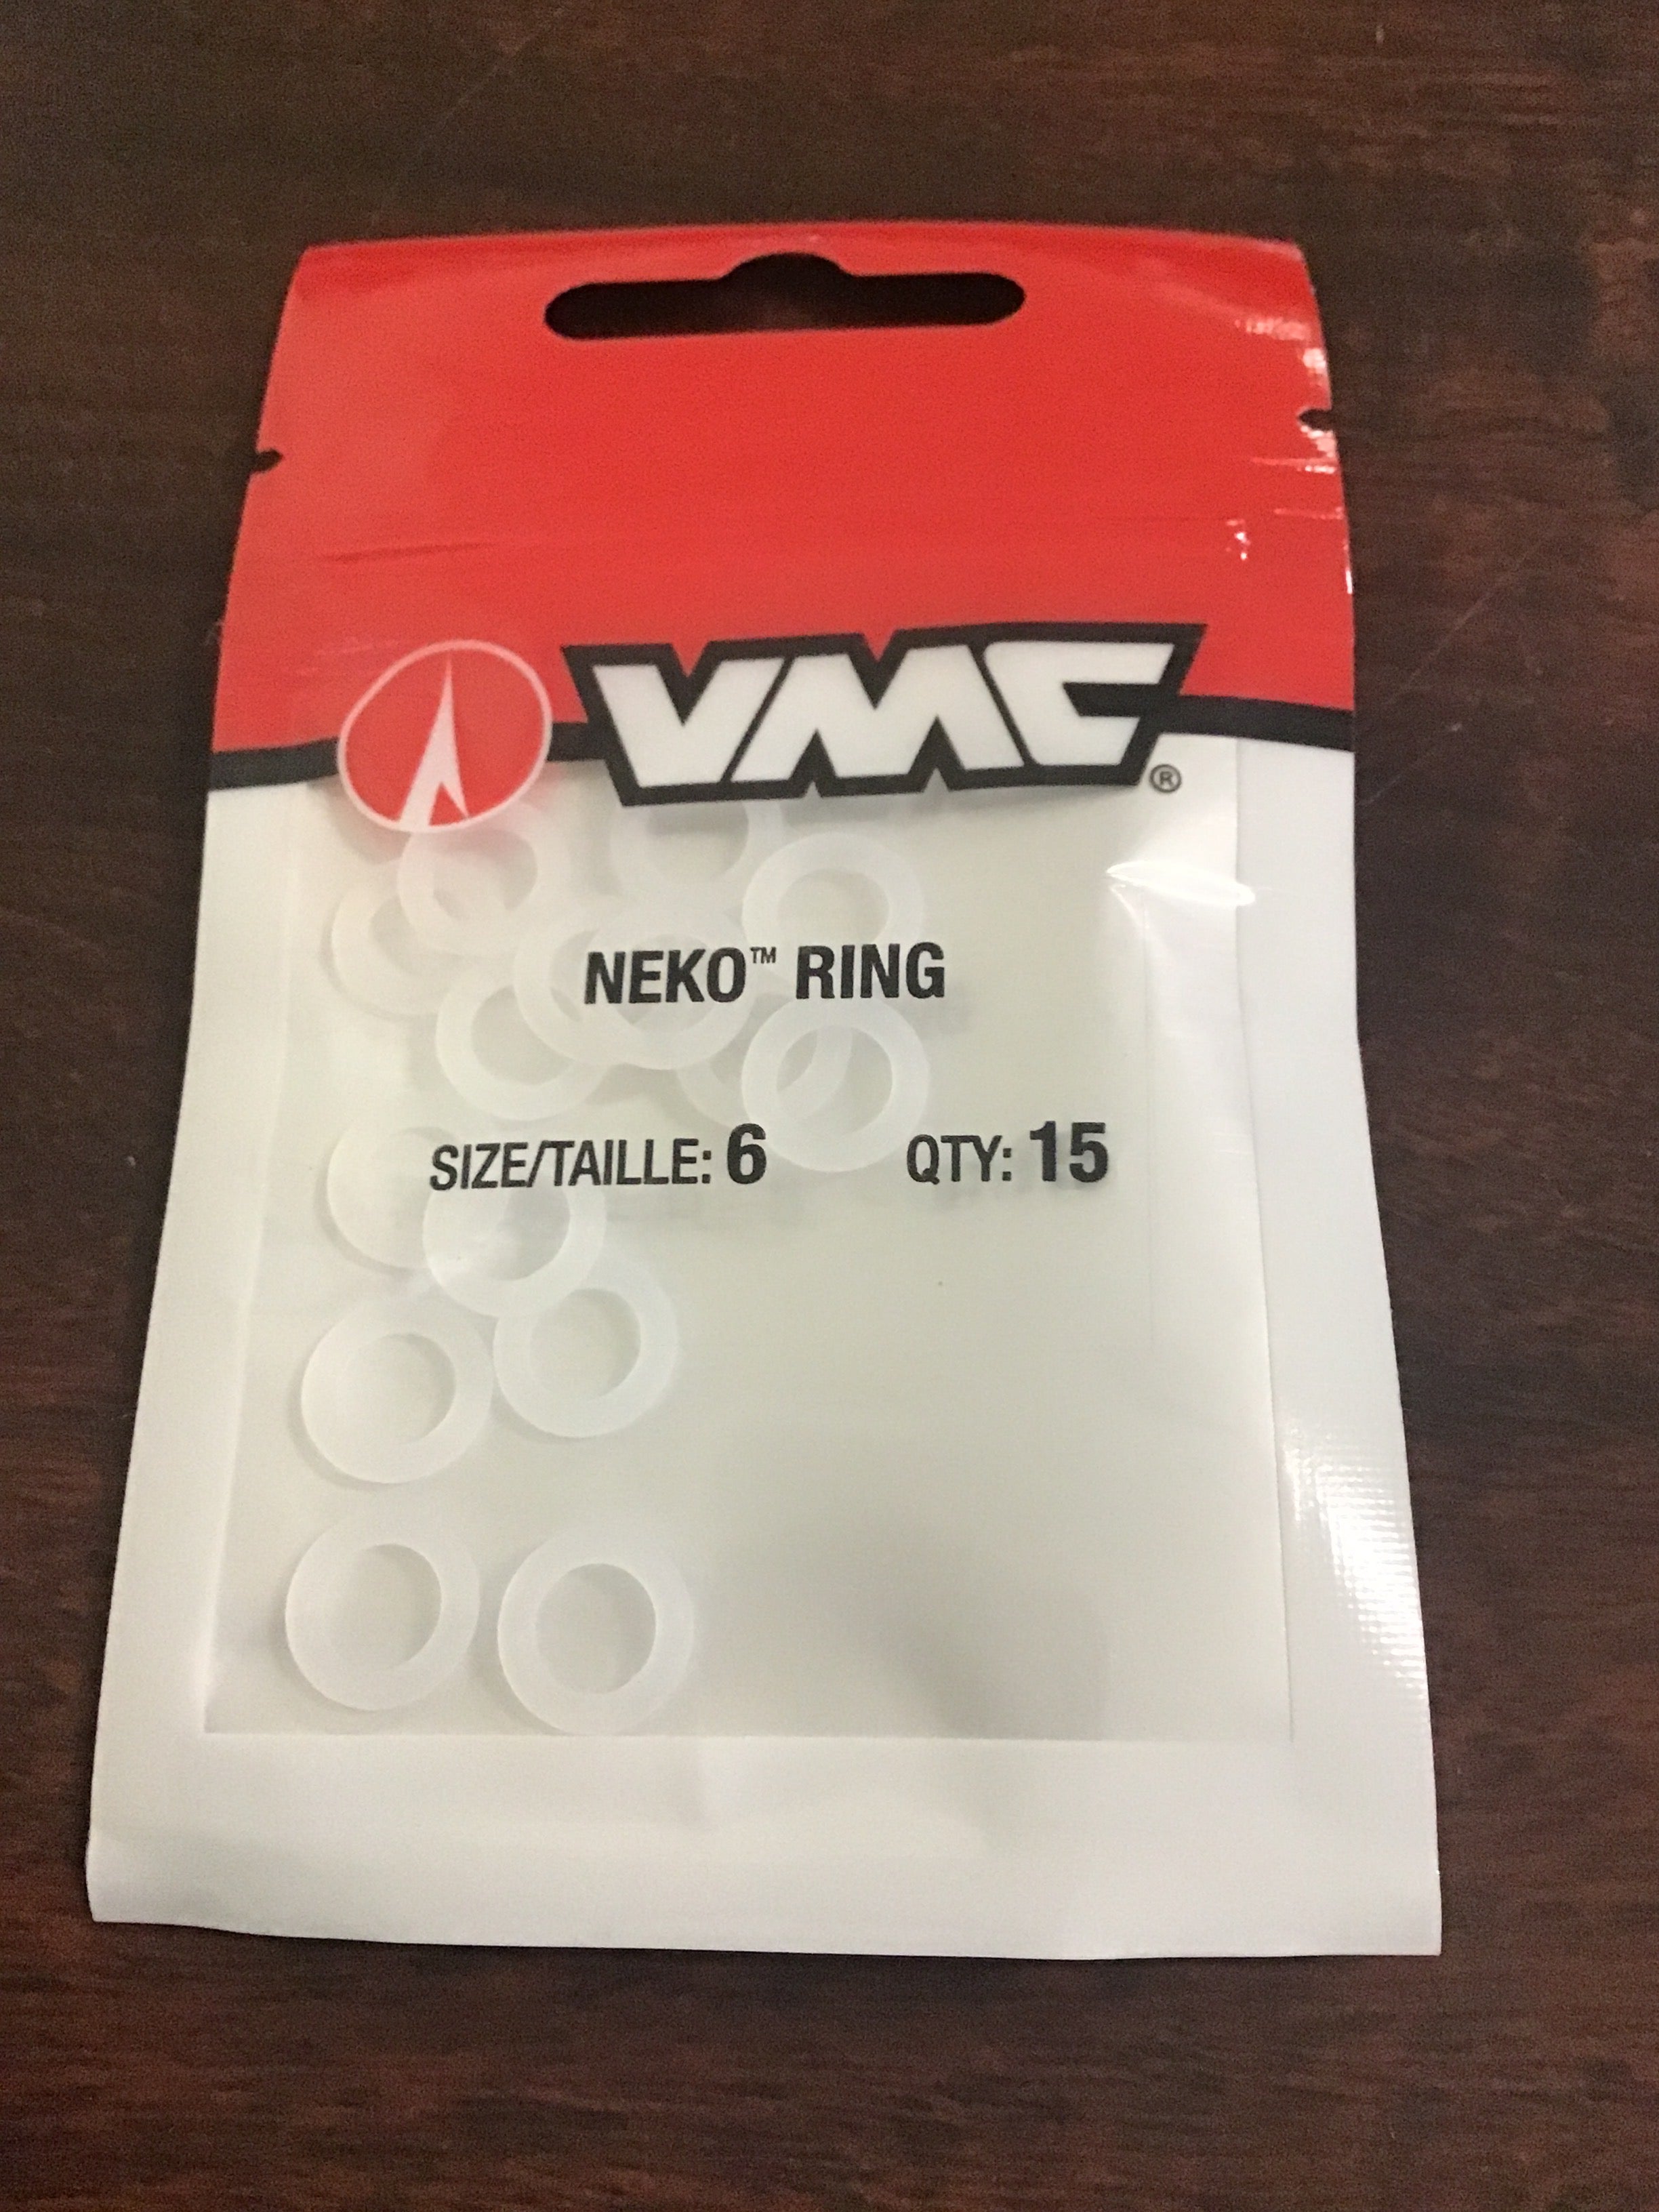 VMC®
NEKO™ RING
SIZE/TAILLE: 6 QTY: 15